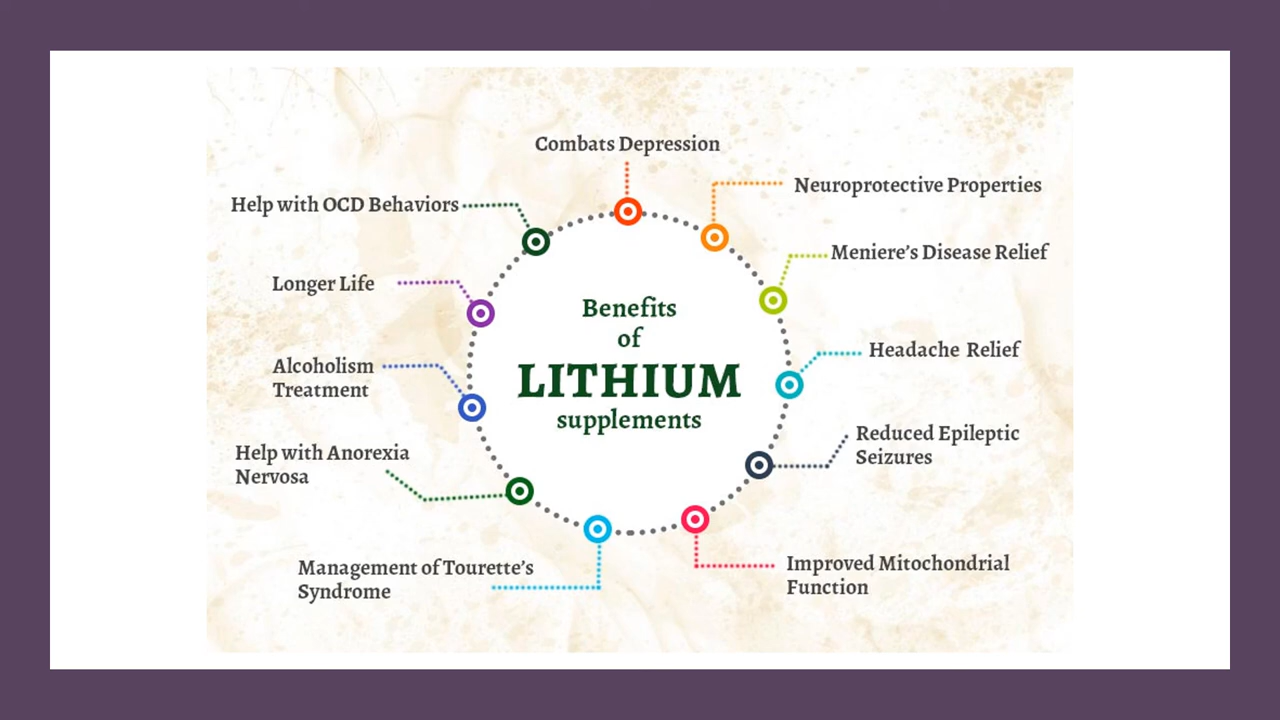 Combats Depression
Neuroprotective Properties
Help with OCD Behaviors
Meniere's Disease Relief
Longer Life
Benefits
of
LITHIUM
supplements
Headache Relief
Alcoholism
Treatment
Reduced Epileptic
Seizures
Help with Anorexia
Nervosa
Improved Mitochondrial
Function
Management of Tourette's
Syndrome